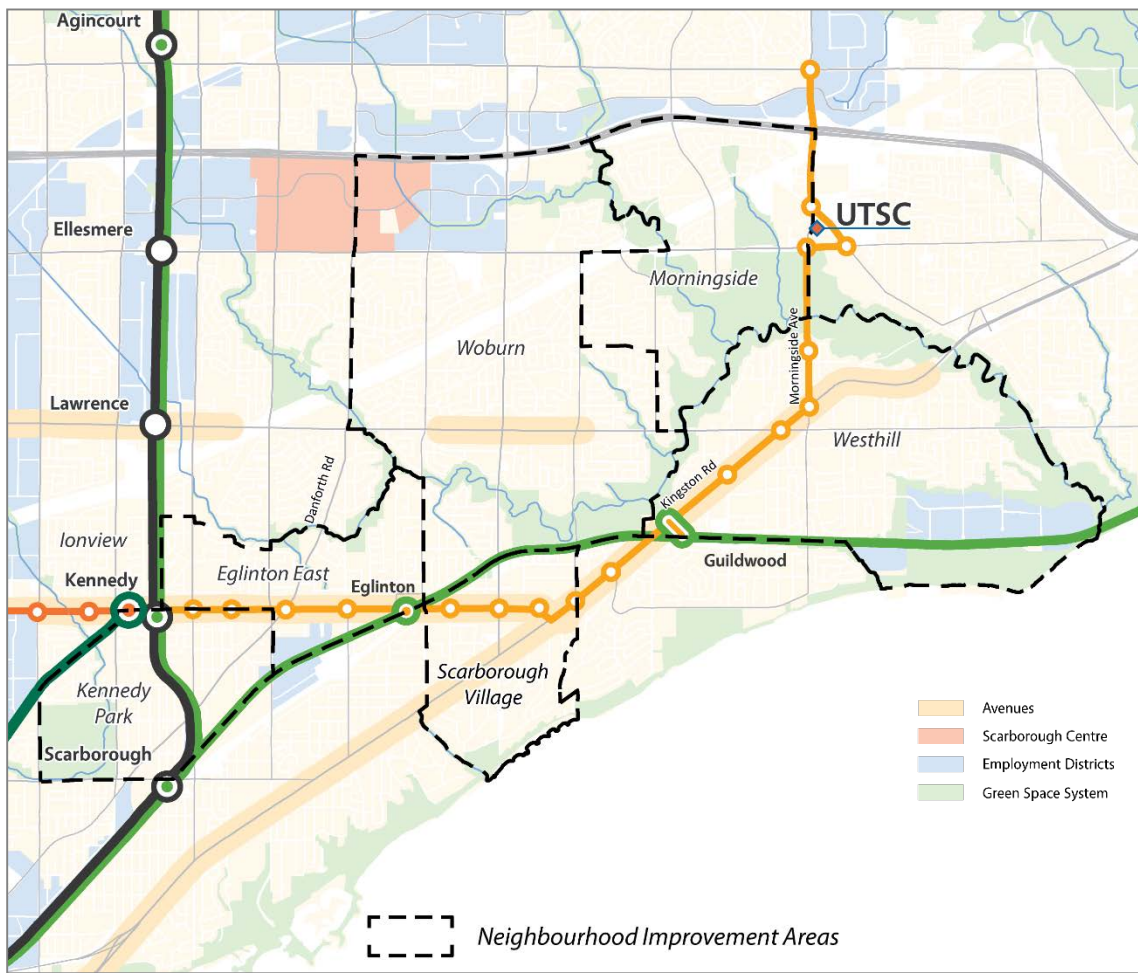 Agincourt
UTSC
Ellesmere
Morningside
Woburn
Morningside Ave
Lawrence
Westhill
Danforth Rd
Kingston Rd
Ionview
Guildwood
Kennedy
Eglinton East
Eglinton
Scarborough
Village
Kennedy
Park
Scarborough
Avenues
Scarborough Centre
Employment Districts
Green Space System
Neighbourhood Improvement Areas